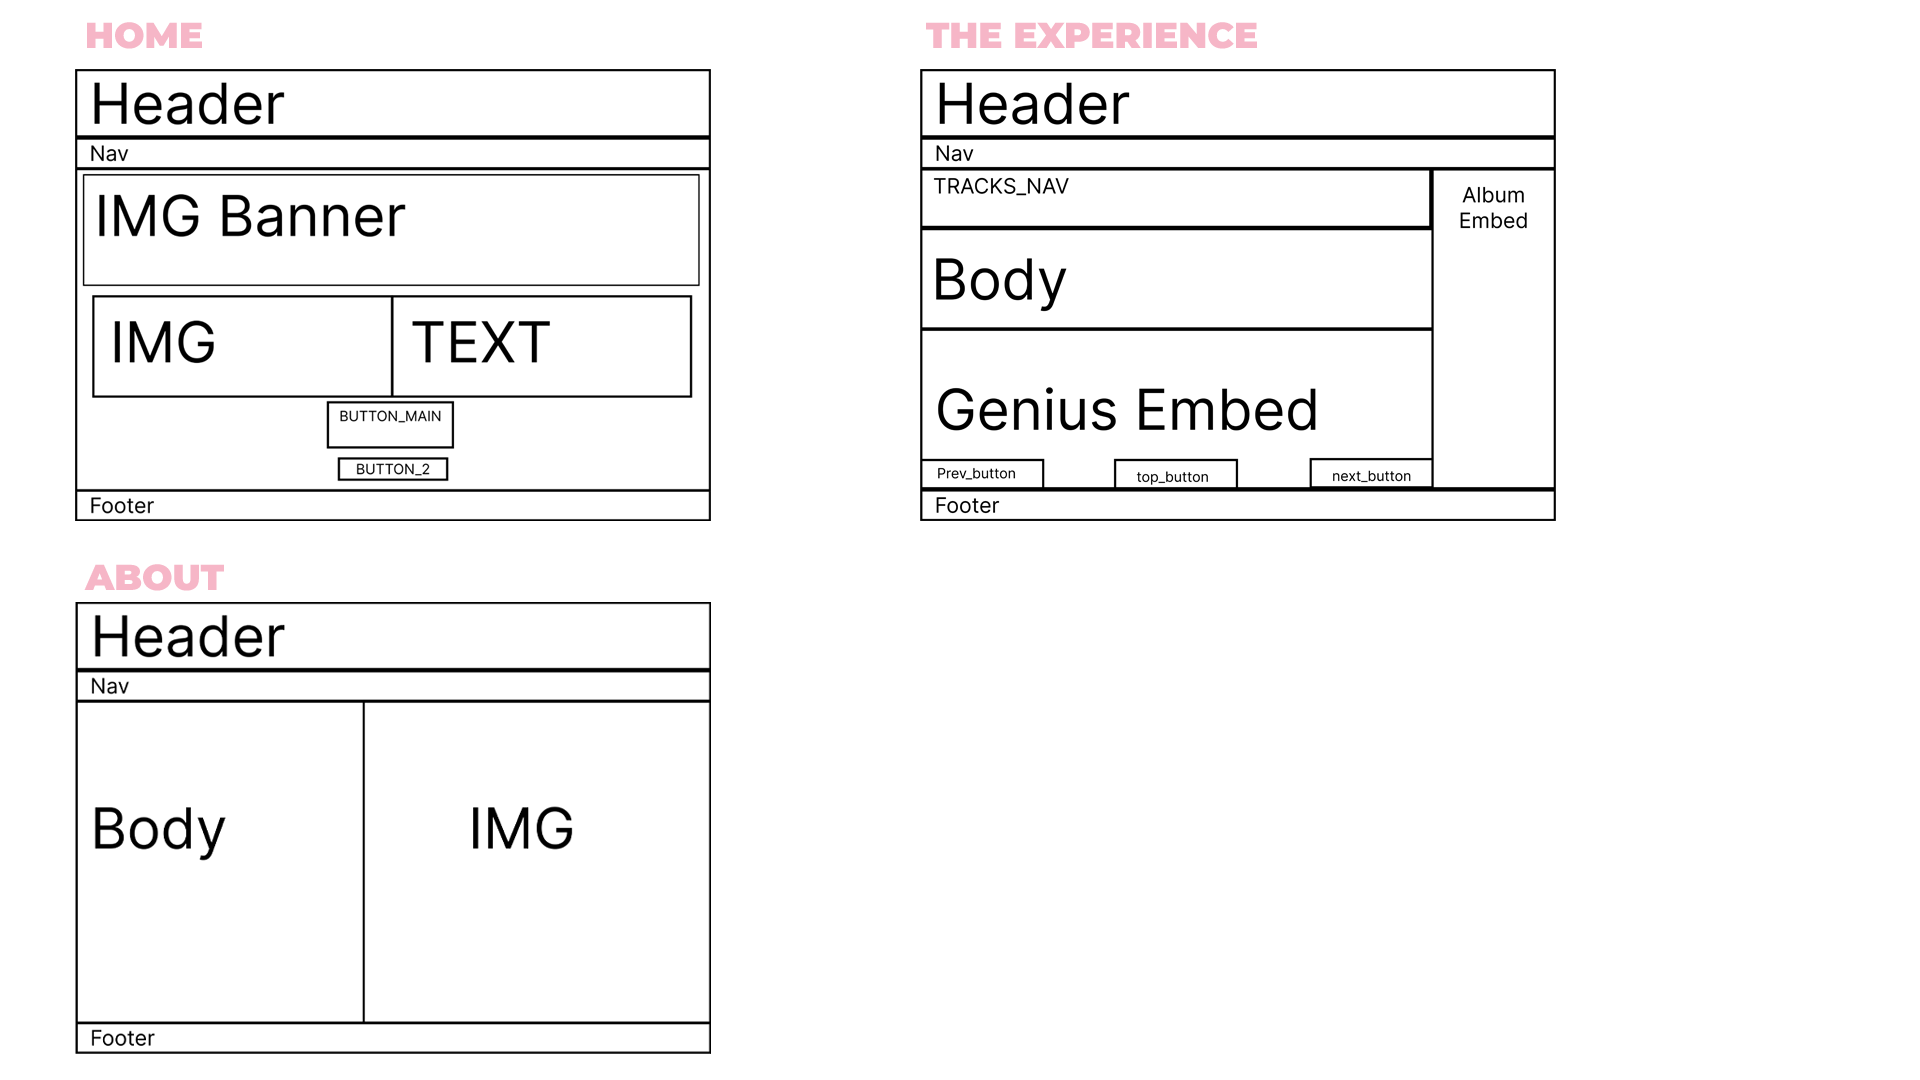 HOME
Header
Nav
IMG Banner
IMG
TEXT
BUTTON_MAIN
BUTTON_2
Footer
THE EXPERIENCE
Header
Nav
TRACKS_NAV
Album
Embed
Body
Genius Embed
Prev_button
top_button
next_button
Footer
ABOUT
Header
Nav
Body
IMG
Footer